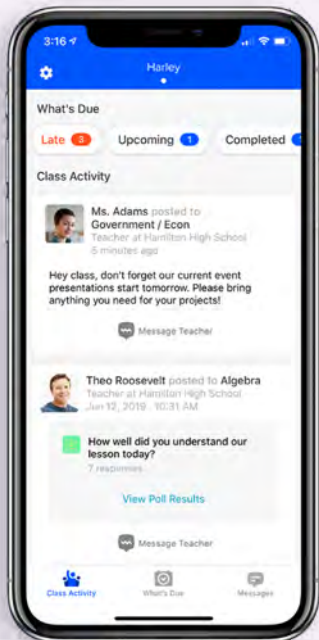 3:16
Harley
What's Due
Late 3
Upcoming 1
Completed
Class Activity
Ms. Adams posted to
Government / Econ
Teacher at Hamilton High School
5 minutes ago
Hey class, don't forget our current event
presentations start tomorrow. Please bring
anything you need for your projects!
Message Teacher
Theo Roosevelt posted to Algebra
Teacher at Hamilton High School
Jun 12, 2019, 10:31 AM
How well did you understand our
lesson today?
7 responses
View Poll Results
Message Teacher
Class Activity
What's Due
Messages